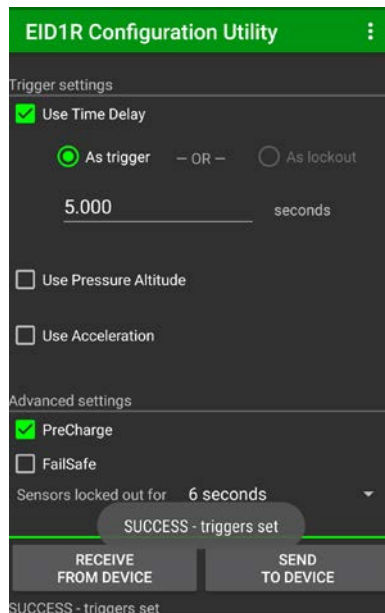 EID1R Configuration Utility
Trigger settings
Use Time Delay
As trigger – OR – As lockout
5.000 seconds
Use Pressure Altitude
Use Acceleration
Advanced settings
PreCharge
FailSafe
Sensors locked out for 6 seconds
SUCCESS - triggers set
RECEIVE FROM DEVICE
SEND TO DEVICE
SUCCESS - triggers set